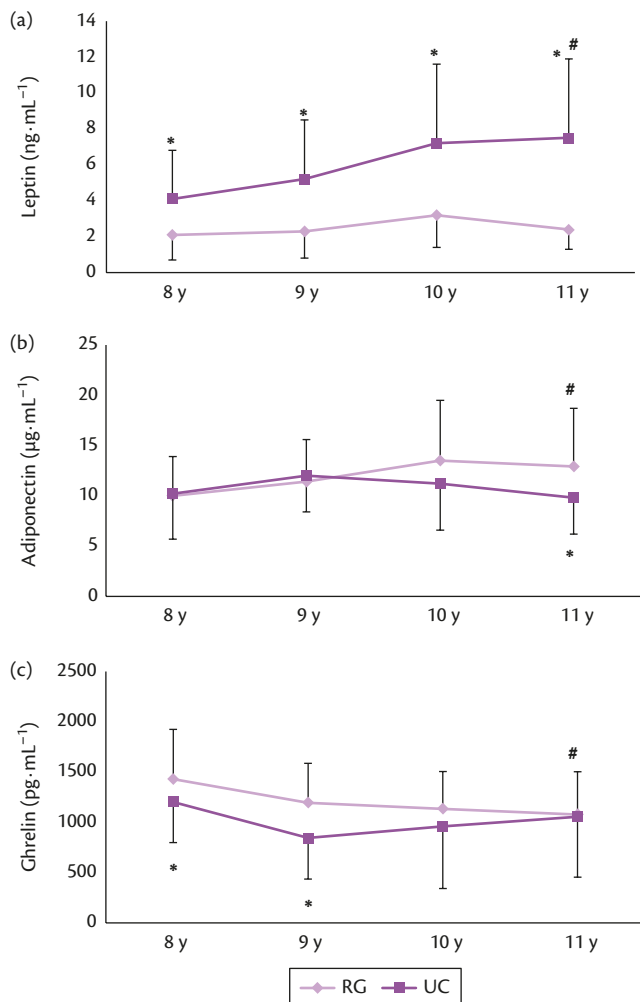 (a)
Leptin (ng·mL⁻¹)
14
12
10
8
6
4
2
0
* * * * #
8 y 9 y 10 y 11 y
(b)
Adiponectin (µg·mL⁻¹)
25
20
15
10
5
0
#
*
8 y 9 y 10 y 11 y
(c)
Ghrelin (pg·mL⁻¹)
2500
2000
1500
1000
500
0
#
* *
8 y 9 y 10 y 11 y
RG UC